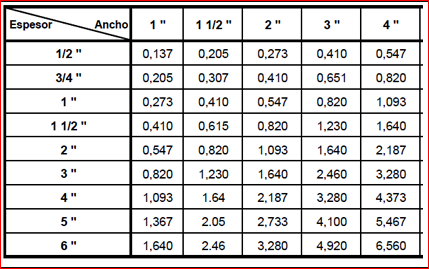 Espesor Ancho 1 " 1 1/2 " 2 " 3 " 4 "
1/2 " 0,137 0,205 0,273 0,410 0,547
3/4 " 0,205 0,307 0,410 0,651 0,820
1 " 0,273 0,410 0,547 0,820 1,093
1 1/2 " 0,410 0,615 0,820 1,230 1,640
2 " 0,547 0,820 1,093 1,640 2,187
3 " 0,820 1,230 1,640 2,460 3,280
4 " 1,093 1.64 2,187 3,280 4,373
5 " 1,367 2.05 2,733 4,100 5,467
6 " 1,640 2.46 3,280 4,920 6,560